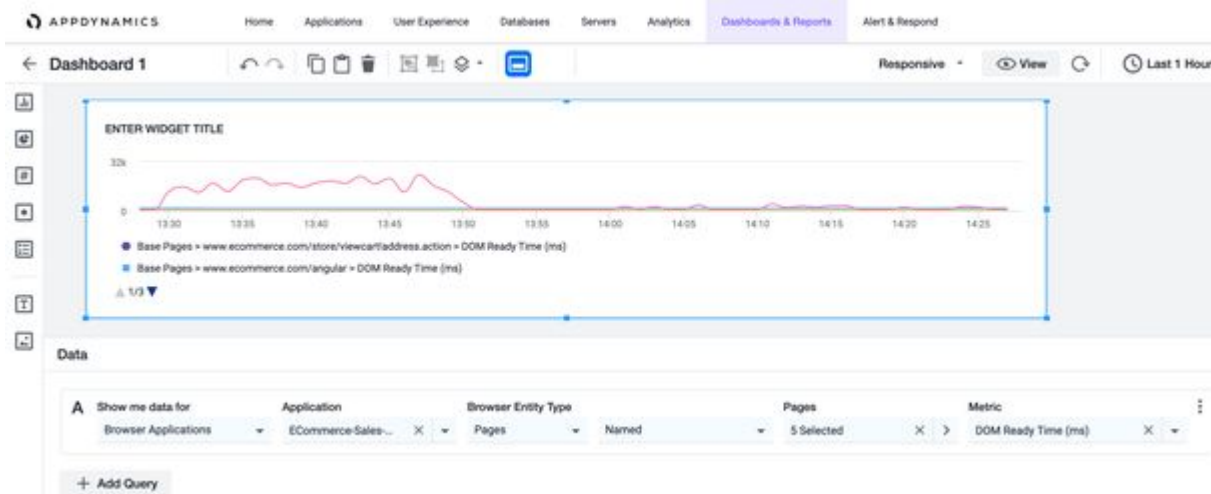 APPDYNAMICS Home Applications User Experience Databases Servers Analytics Dashboards & Reports Alert & Respond
Dashboard 1 Responsive View Last 1 Hour
ENTER WIDGET TITLE
32k
0
13:30 13:35 13:40 13:45 13:50 13:55 14:00 14:05 14:10 14:15 14:20 14:25
Base Pages > www.ecommerce.com/store/viewcart!address.action > DOM Ready Time (ms)
Base Pages > www.ecommerce.com/angular > DOM Ready Time (ms)
1/3
Data
A Show me data for Application Browser Entity Type Pages Metric
Browser Applications ECommerce-Sales-... Pages Named 5 Selected DOM Ready Time (ms)
+ Add Query